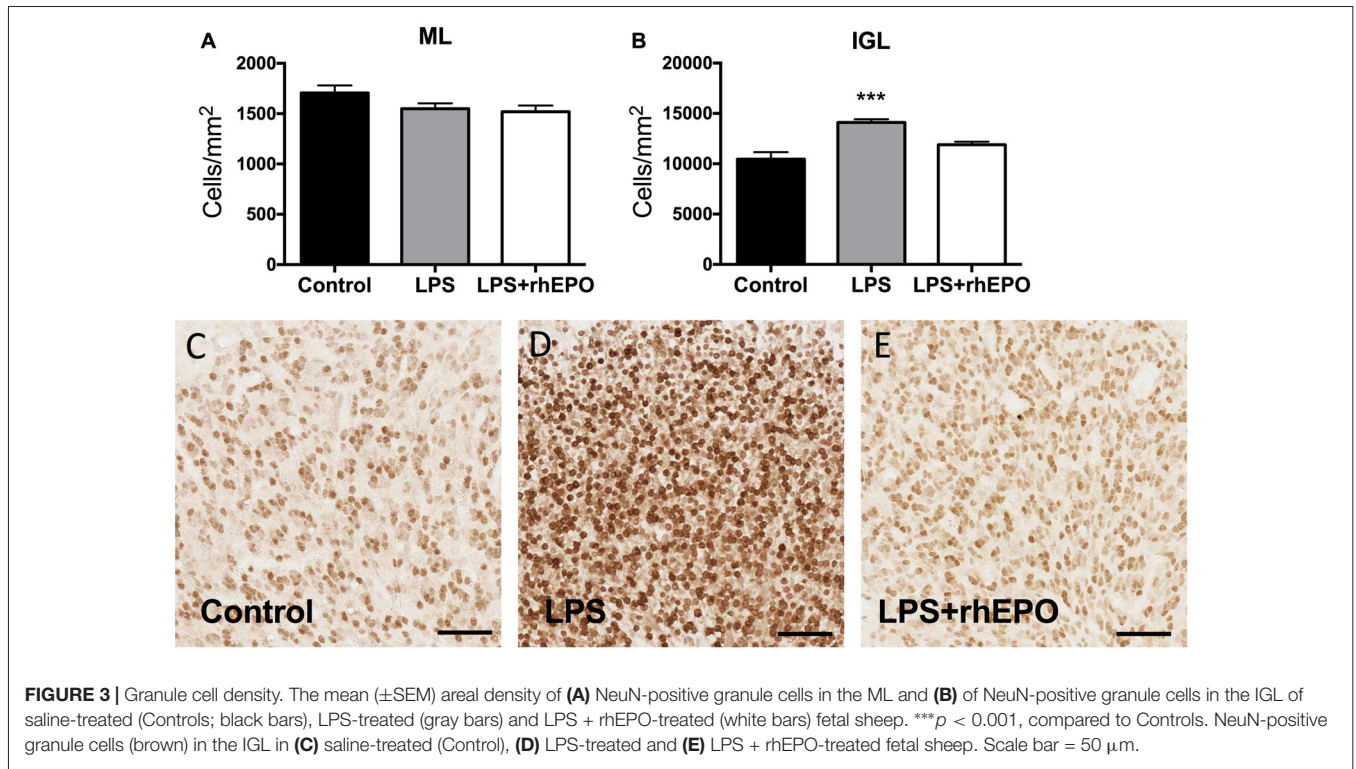 A
ML
Cells/mm²
2000
1500
1000
500
0
Control LPS LPS+rhEPO
B
IGL
Cells/mm²
20000
15000
10000
5000
0
***
Control LPS LPS+rhEPO
C
Control
D
LPS
E
LPS+rhEPO
FIGURE 3 | Granule cell density. The mean (±SEM) areal density of (A) NeuN-positive granule cells in the ML and (B) of NeuN-positive granule cells in the IGL of
saline-treated (Controls; black bars), LPS-treated (gray bars) and LPS + rhEPO-treated (white bars) fetal sheep. ***p < 0.001, compared to Controls. NeuN-positive
granule cells (brown) in the IGL in (C) saline-treated (Control), (D) LPS-treated and (E) LPS + rhEPO-treated fetal sheep. Scale bar = 50 μm.